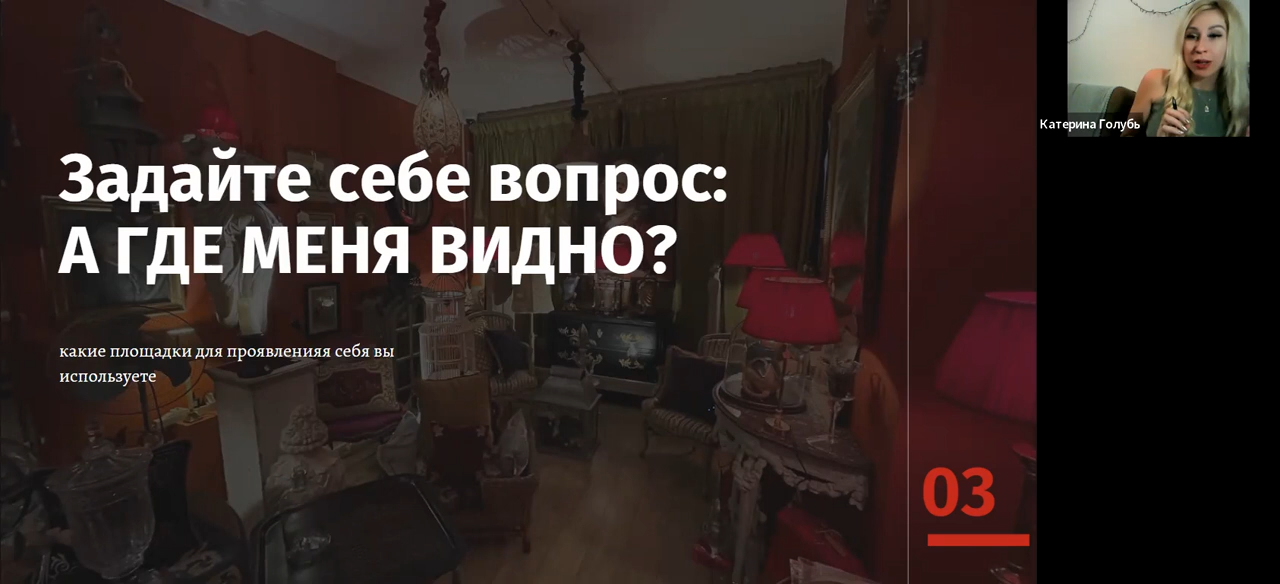 Задайте себе вопрос:
А ГДЕ МЕНЯ ВИДНО?
какие площадки для проявленияя себя вы
используете
03
Катерина Голубь